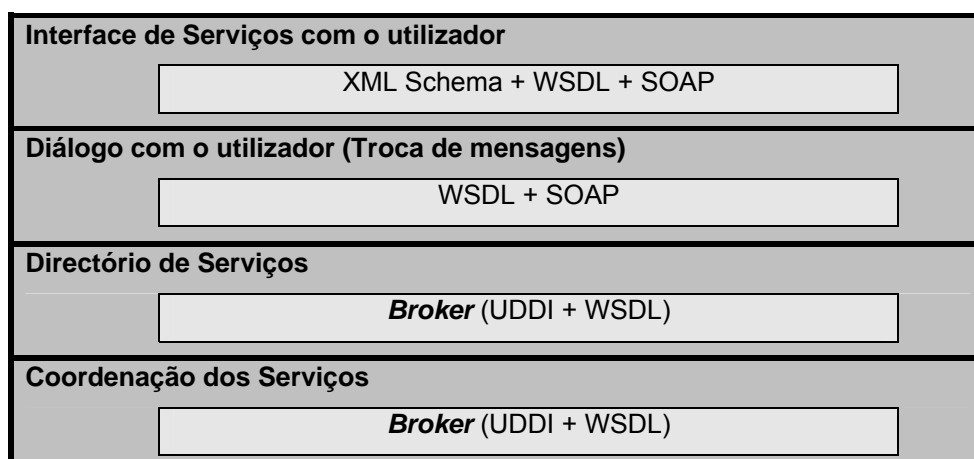 Interface de Serviços com o utilizador
XML Schema + WSDL + SOAP
Diálogo com o utilizador (Troca de mensagens)
WSDL + SOAP
Directório de Serviços
Broker (UDDI + WSDL)
Coordenação dos Serviços
Broker (UDDI + WSDL)